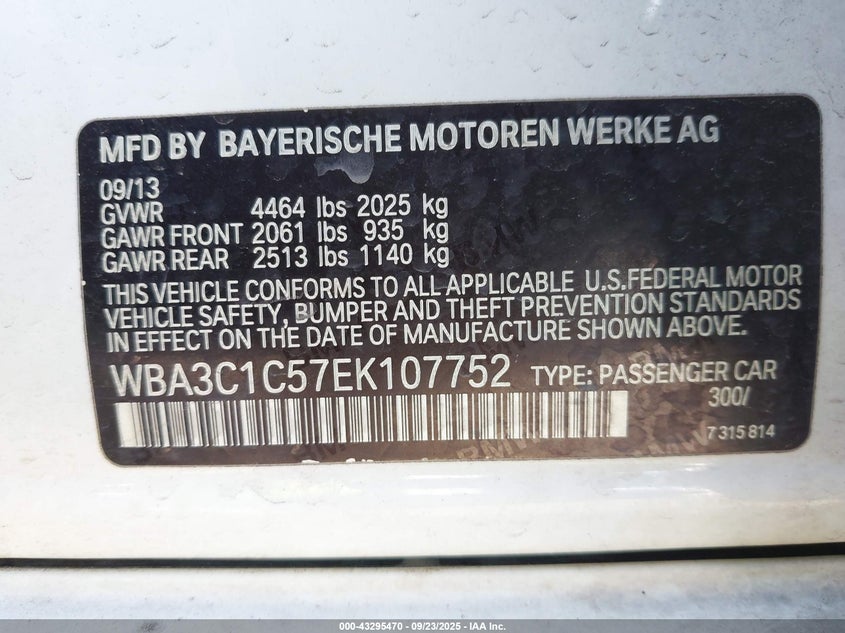 MFD BY BAYERISCHE MOTOREN WERKE AG
09/13
GVWR 4464 lbs 2025 kg
GAWR FRONT 2061 lbs 935 kg
GAWR REAR 2513 lbs 1140 kg
THIS VEHICLE CONFORMS TO ALL APPLICABLE U.S.FEDERAL MOTOR
VEHICLE SAFETY, BUMPER AND THEFT PREVENTION STANDARDS
IN EFFECT ON THE DATE OF MANUFACTURE SHOWN ABOVE.
WBA3C1C57EK107752 TYPE: PASSENGER CAR
300/
7315814
000-43295470 - 09/23/2025 - IAA Inc.